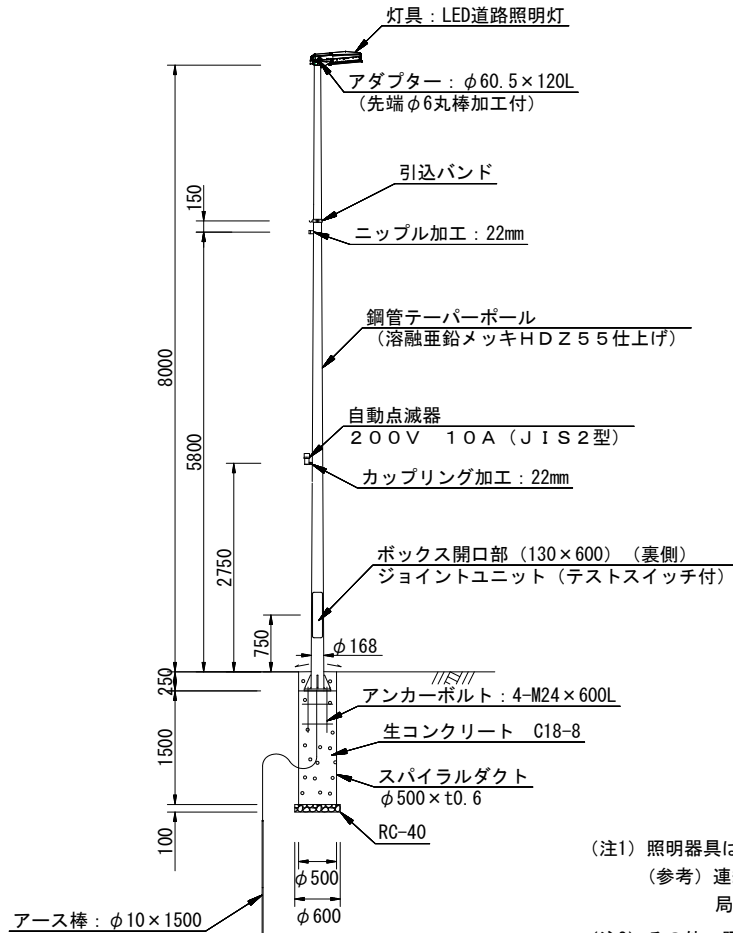 灯具：LED道路照明灯
アダプター：φ60.5×120L
（先端φ6丸棒加工付）
引込バンド
150
ニップル加工：22mm
鋼管テーパーポール
（溶融亜鉛メッキＨＤＺ５５仕上げ）
8000
5800
自動点滅器
２００Ｖ　１０Ａ（ＪＩＳ２型）
カップリング加工：22mm
2750
ボックス開口部（130×600）（裏側）
ジョイントユニット（テストスイッチ付）
750
φ168
250
アンカーボルト：4-M24×600L
生コンクリート　C18-8
1500
スパイラルダクト
φ500×t0.6
100
RC-40
（注1）照明器具は
（参考）連
局
φ500
φ600
アース棒：φ10×1500